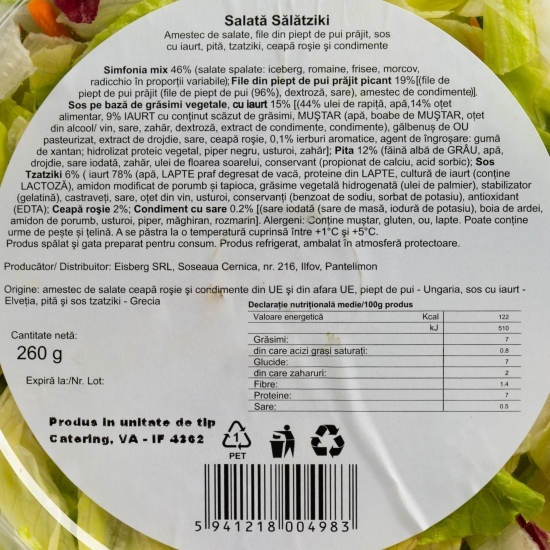 Salată Sălătziki
Amestec de salate, file din piept de pui prăjit, sos
cu iaurt, pită, tzatziki, ceapă roșie și condimente
Simfonia mix 46% (salate spalate: iceberg, romaine, frisee, morcov,
radicchio în proporții variabile); File din piept de pui prăjit picant 19%[(file de
piept de pui prăjit (file de piept de pui (96%), dextroză, sare), amestec de condimente)].
Sos pe bază de grăsimi vegetale, cu iaurt 15% [(44% ulei de rapiță, apă,14% oțet
alimentar, 9% IAURT cu conținut scăzut de grăsimi, MUȘTAR (apă, boabe de MUȘTAR, oțet
din alcool/ vin, sare, zahăr, dextroză, extract de condimente, condimente), gălbenuș de OU
pasteurizat, extract de drojdie, sare, ceapă roșie, 0,1% ierburi aromatice, agent de îngroșare: gumă
de xantan; hidrolizat proteic vegetal, piper negru, usturoi, zahăr]; Pita 12% (făină albă de GRÂU, apă,
drojdie, sare iodată, zahăr, ulei de floarea soarelui, conservant (propionat de calciu, acid sorbic); Sos
Tzatziki 6% ( iaurt 78% (apă, LAPTE praf degresat de vacă, proteine din LAPTE, cultură de iaurt (conține
LACTOZĂ), amidon modificat de porumb și tapioca, grăsime vegetală hidrogenată (ulei de palmier), stabilizator
(gelatină), castraveți, sare, oțet din vin, usturoi, conservanți (benzoat de sodiu, sorbat de potasiu), antioxidant
(EDTA); Ceapă roșie 2%; Condiment cu sare 0.2% [(sare iodată (sare de masă, iodură de potasiu), boia de ardei,
amidon de porumb, usturoi, piper, măghiran, rozmarin]. Alergeni: Conține muștar, gluten, ou, lapte. Poate conține
urme de pește și țelină. A se păstra la o temperatură cuprinsă între +1°C și +5°C.
Produs spălat și gata preparat pentru consum. Produs refrigerat, ambalat în atmosferă protectoare.
Producător/ Distribuitor: Eisberg SRL, Soseaua Cernica, nr. 216, Ilfov, Pantelimon
Origine: amestec de salate ceapă roșie și condimente din UE și din afara UE, piept de pui - Ungaria, sos cu iaurt -
Elveția, pită și sos tzatziki - Grecia
Declarație nutrițională medie/100g produs
Valoare energetică Kcal 122
kJ 510
Grăsimi: 7
din care acizi grași saturați: 0.8
Glucide: 7
din care zaharuri: 2
Fibre: 1.4
Proteine: 7
Sare: 0.5
Cantitate netă:
260 g
Expiră la:/Nr. Lot:
Produs in unitate de tip
Catering, VA - IF 4362
1
PET
5 941218 004983